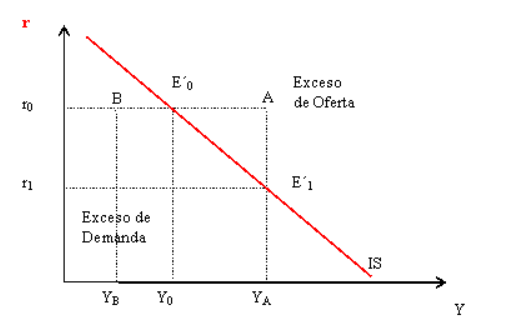 r
E´0
Exceso
de Oferta
r0
B
A
r1
E´1
Exceso de
Demanda
IS
YB
Y0
YA
Y